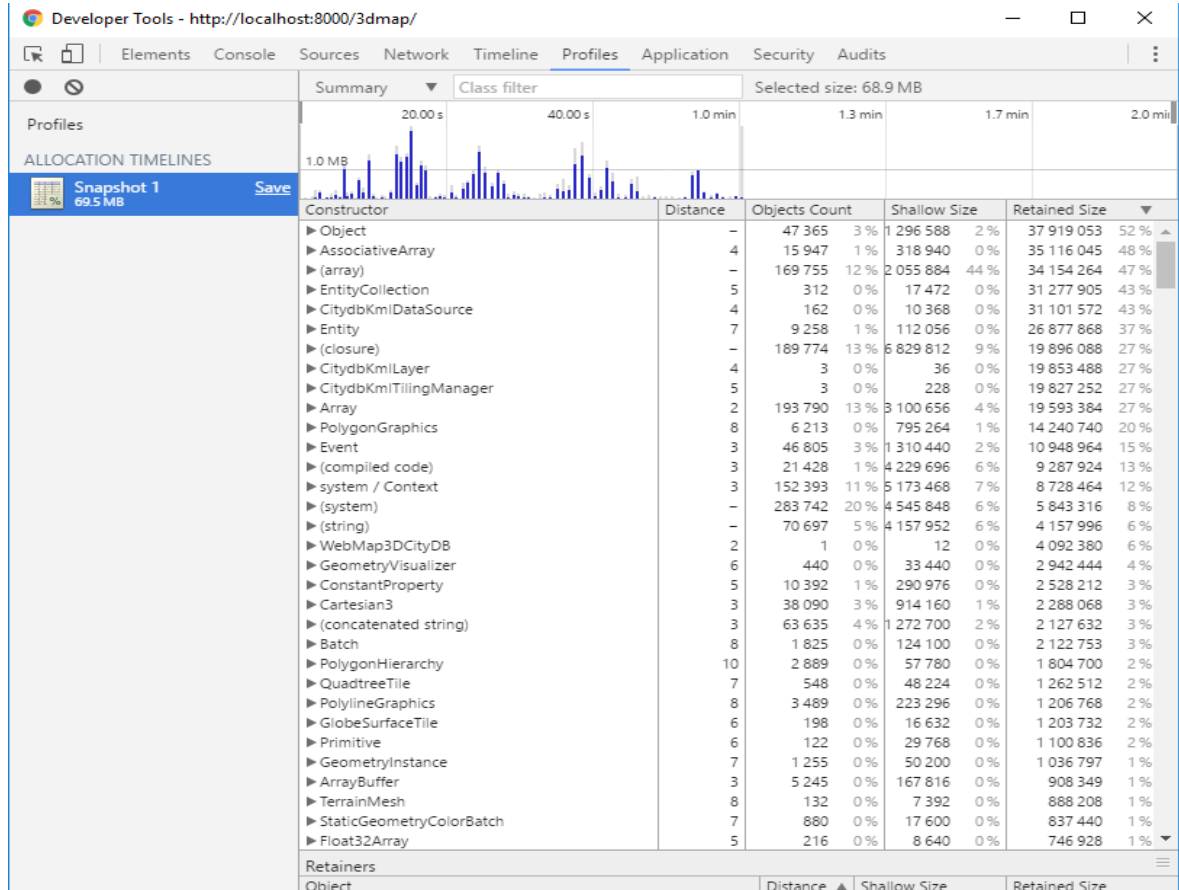 Developer Tools - http://localhost:8000/3dmap/
Elements Console Sources Network Timeline Profiles Application Security Audits
Summary Class filter Selected size: 68.9 MB
Profiles
ALLOCATION TIMELINES
Snapshot 1 Save
69.5 MB
20.00 s 40.00 s 1.0 min 1.3 min 1.7 min 2.0 mi
1.0 MB
Constructor Distance Objects Count Shallow Size Retained Size
Object – 47 365 3 % 1 296 588 2 % 37 919 053 52 %
AssociativeArray 4 15 947 1 % 318 940 0 % 35 116 045 48 %
(array) – 169 755 12 % 2 055 884 44 % 34 154 264 47 %
EntityCollection 5 312 0 % 17 472 0 % 31 277 905 43 %
CitydbKmlDataSource 4 162 0 % 10 368 0 % 31 101 572 43 %
Entity 7 9 258 1 % 112 056 0 % 26 877 868 37 %
(closure) – 189 774 13 % 6 829 812 9 % 19 896 088 27 %
CitydbKmlLayer 4 3 0 % 36 0 % 19 853 488 27 %
CitydbKmlTilingManager 5 3 0 % 228 0 % 19 827 252 27 %
Array 2 193 790 13 % 3 100 656 4 % 19 593 384 27 %
PolygonGraphics 8 6 213 0 % 795 264 1 % 14 240 740 20 %
Event 3 46 805 3 % 1 310 440 2 % 10 948 964 15 %
(compiled code) 3 21 428 1 % 4 229 696 6 % 9 287 924 13 %
system / Context 3 152 393 11 % 5 173 468 7 % 8 728 464 12 %
(system) – 283 742 20 % 4 545 848 6 % 5 843 316 8 %
(string) – 70 697 5 % 4 157 952 6 % 4 157 996 6 %
WebMap3DCityDB 2 1 0 % 12 0 % 4 092 380 6 %
GeometryVisualizer 6 440 0 % 33 440 0 % 2 942 444 4 %
ConstantProperty 5 10 392 1 % 290 976 0 % 2 528 212 3 %
Cartesian3 3 38 090 3 % 914 160 1 % 2 288 068 3 %
(concatenated string) 3 63 635 4 % 1 272 700 2 % 2 127 632 3 %
Batch 8 1 825 0 % 124 100 0 % 2 122 753 3 %
PolygonHierarchy 10 2 889 0 % 57 780 0 % 1 804 700 2 %
QuadtreeTile 7 548 0 % 48 224 0 % 1 262 512 2 %
PolylineGraphics 8 3 489 0 % 223 296 0 % 1 206 768 2 %
GlobeSurfaceTile 6 198 0 % 16 632 0 % 1 203 732 2 %
Primitive 6 122 0 % 29 768 0 % 1 100 836 2 %
GeometryInstance 7 1 255 0 % 50 200 0 % 1 036 797 1 %
ArrayBuffer 3 5 245 0 % 167 816 0 % 908 349 1 %
TerrainMesh 8 132 0 % 7 392 0 % 888 208 1 %
StaticGeometryColorBatch 7 880 0 % 17 600 0 % 837 440 1 %
Float32Array 5 216 0 % 8 640 0 % 746 928 1 %
Retainers
Object Distance Shallow Size Retained Size